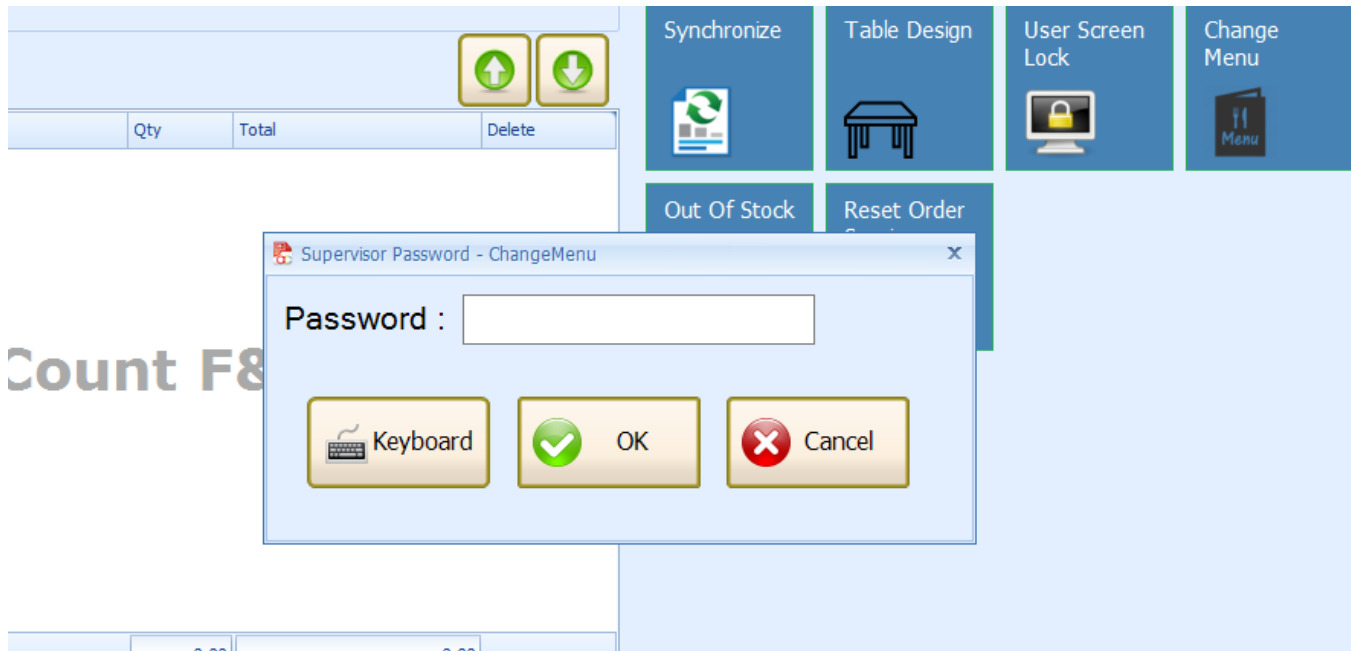 Synchronize
Table Design
User Screen
Lock
Change
Menu
Menu
Qty
Total
Delete
Out Of Stock
Reset Order
Supervisor Password - ChangeMenu
x
Password :
Count F&
Keyboard
OK
Cancel